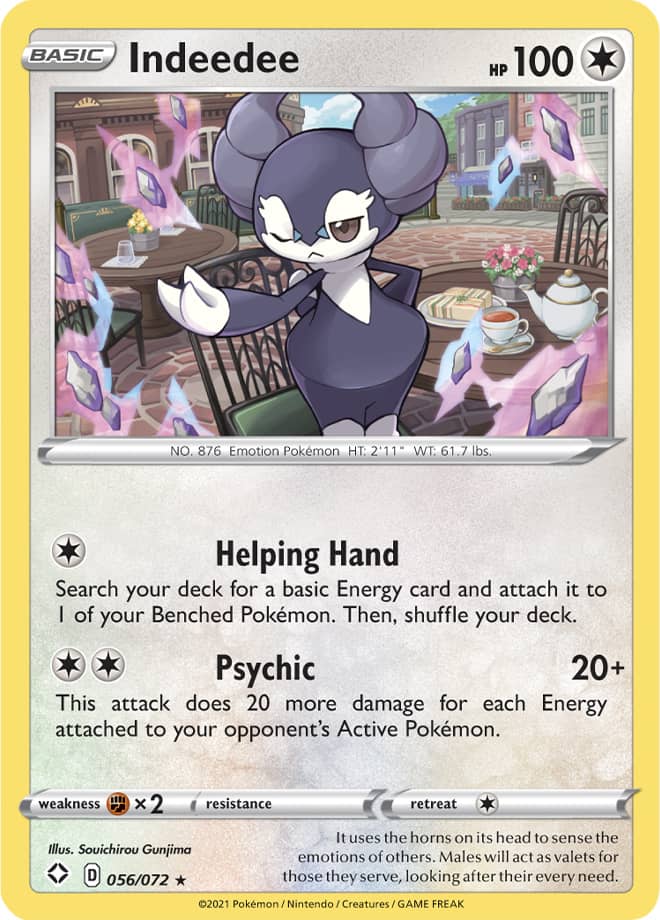 BASIC Indeedee HP 100
NO. 876 Emotion Pokémon HT: 2'11" WT: 61.7 lbs.
Helping Hand
Search your deck for a basic Energy card and attach it to
1 of your Benched Pokémon. Then, shuffle your deck.
Psychic 20+
This attack does 20 more damage for each Energy
attached to your opponent's Active Pokémon.
weakness ×2 resistance retreat
Illus. Souichirou Gunjima
D 056/072 ★
It uses the horns on its head to sense the
emotions of others. Males will act as valets for
those they serve, looking after their every need.
©2021 Pokémon / Nintendo / Creatures / GAME FREAK